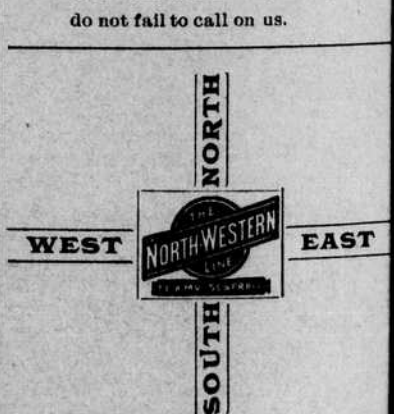 do not fail to call on us.
NORTH
THE
NORTH-WESTERN
LINE
WEST
EAST
SOUTH